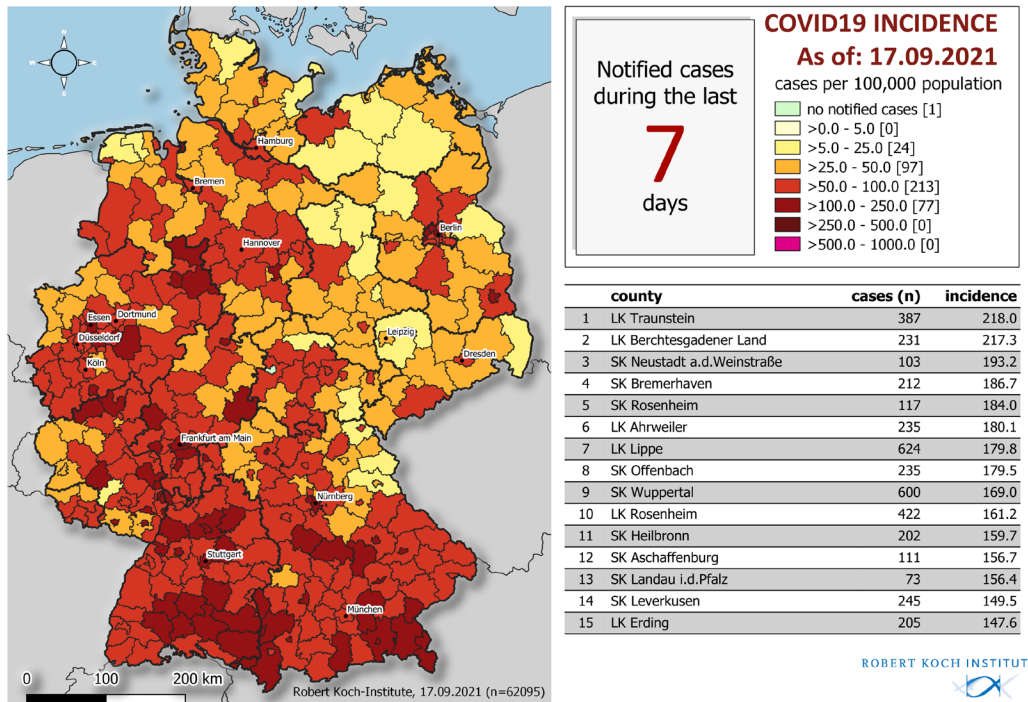 N
W
E
S
Hamburg
Bremen
Berlin
Hannover
Essen
Dortmund
Düsseldorf
Köln
Leipzig
Dresden
Frankfurt am Main
Nürnberg
Stuttgart
München
0 100 200 km
Robert Koch-Institute, 17.09.2021 (n=62095)
Notified cases
during the last
7
days
COVID19 INCIDENCE
As of: 17.09.2021
cases per 100,000 population
no notified cases [1]
>0.0 - 5.0 [0]
>5.0 - 25.0 [24]
>25.0 - 50.0 [97]
>50.0 - 100.0 [213]
>100.0 - 250.0 [77]
>250.0 - 500.0 [0]
>500.0 - 1000.0 [0]
county cases (n) incidence
1 LK Traunstein 387 218.0
2 LK Berchtesgadener Land 231 217.3
3 SK Neustadt a.d.Weinstraße 103 193.2
4 SK Bremerhaven 212 186.7
5 SK Rosenheim 117 184.0
6 LK Ahrweiler 235 180.1
7 LK Lippe 624 179.8
8 SK Offenbach 235 179.5
9 SK Wuppertal 600 169.0
10 LK Rosenheim 422 161.2
11 SK Heilbronn 202 159.7
12 SK Aschaffenburg 111 156.7
13 SK Landau i.d.Pfalz 73 156.4
14 SK Leverkusen 245 149.5
15 LK Erding 205 147.6
ROBERT KOCH INSTITUT